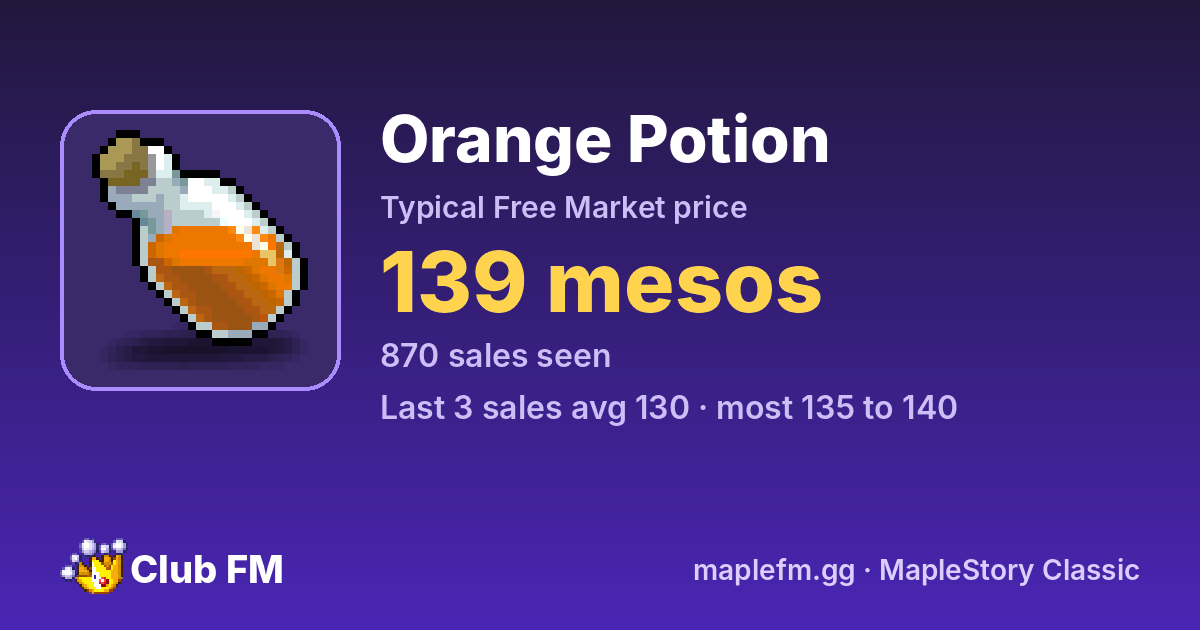 Orange Potion
Typical Free Market price
139 mesos
870 sales seen
Last 3 sales avg 130 · most 135 to 140
Club FM
maplefm.gg · MapleStory Classic